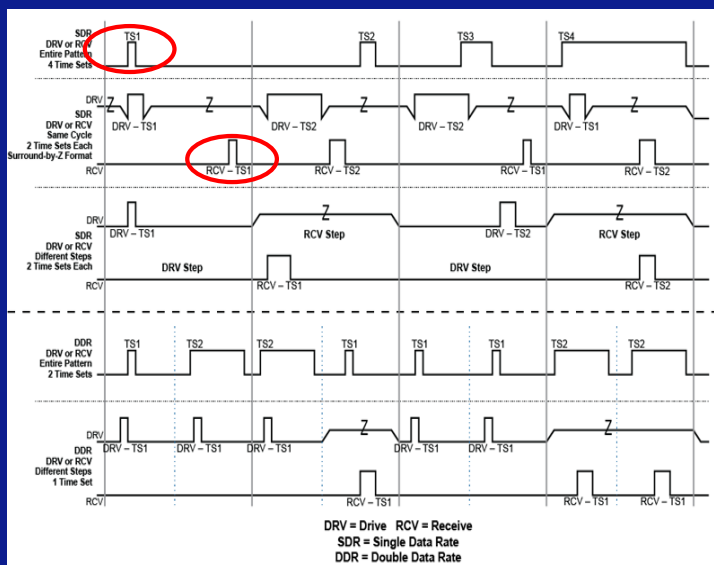 SDR
DRV or RCV
Entire Pattern
4 Time Sets
TS1 TS2 TS3 TS4
DRV Z Z Z Z Z
SDR
DRV or RCV
Same Cycle
2 Time Sets Each
Surround-by-Z Format
DRV – TS1 DRV – TS2 DRV – TS2 DRV – TS1
RCV RCV – TS1 RCV – TS2 RCV – TS1 RCV – TS2
DRV Z Z
SDR
DRV or RCV
Different Steps
2 Time Sets Each
DRV – TS1 RCV Step DRV – TS2 RCV Step
DRV Step DRV Step
RCV RCV – TS1 RCV – TS2
DDR
DRV or RCV
Entire Pattern
2 Time Sets
TS1 TS2 TS2 TS1 TS1 TS1 TS2 TS2
DRV Z Z
DDR
DRV or RCV
Different Steps
1 Time Set
DRV – TS1 DRV – TS1 DRV – TS1 DRV – TS1 DRV – TS1
RCV RCV – TS1 RCV – TS1 RCV – TS1
DRV = Drive RCV = Receive
SDR = Single Data Rate
DDR = Double Data Rate